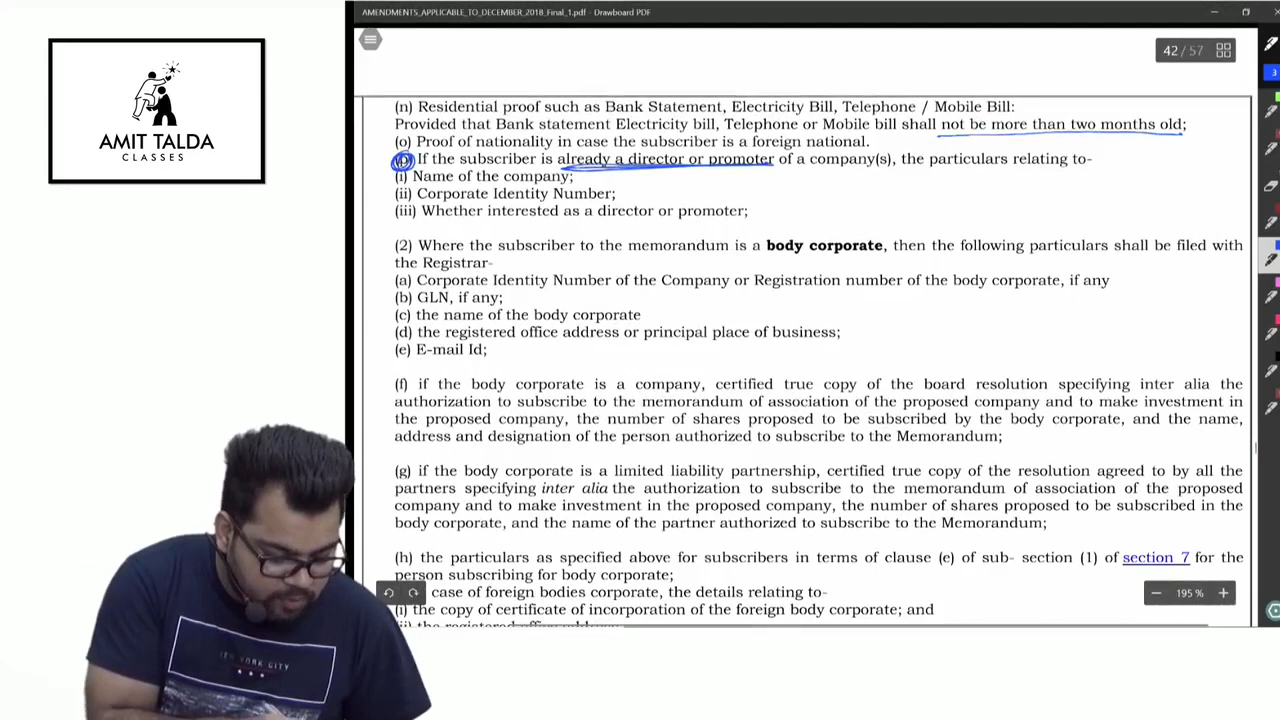 AMENDMENTS_APPLICABLE_TO_DECEMBER_2018_Final_1.pdf - Drawboard PDF
42 / 57
AMIT TALDA
CLASSES
(n) Residential proof such as Bank Statement, Electricity Bill, Telephone / Mobile Bill:
Provided that Bank statement Electricity bill, Telephone or Mobile bill shall not be more than two months old;
(o) Proof of nationality in case the subscriber is a foreign national.
If the subscriber is already a director or promoter of a company(s), the particulars relating to-
(i) Name of the company;
(ii) Corporate Identity Number;
(iii) Whether interested as a director or promoter;
(2) Where the subscriber to the memorandum is a body corporate, then the following particulars shall be filed with
the Registrar-
(a) Corporate Identity Number of the Company or Registration number of the body corporate, if any
(b) GLN, if any;
(c) the name of the body corporate
(d) the registered office address or principal place of business;
(e) E-mail Id;
(f) if the body corporate is a company, certified true copy of the board resolution specifying inter alia the
authorization to subscribe to the memorandum of association of the proposed company and to make investment in
the proposed company, the number of shares proposed to be subscribed by the body corporate, and the name,
address and designation of the person authorized to subscribe to the Memorandum;
(g) if the body corporate is a limited liability partnership, certified true copy of the resolution agreed to by all the
partners specifying inter alia the authorization to subscribe to the memorandum of association of the proposed
company and to make investment in the proposed company, the number of shares proposed to be subscribed in the
body corporate, and the name of the partner authorized to subscribe to the Memorandum;
(h) the particulars as specified above for subscribers in terms of clause (e) of sub- section (1) of section 7 for the
person subscribing for body corporate;
case of foreign bodies corporate, the details relating to-
(i) the copy of certificate of incorporation of the foreign body corporate; and
195 %
NEW YORK CITY
3